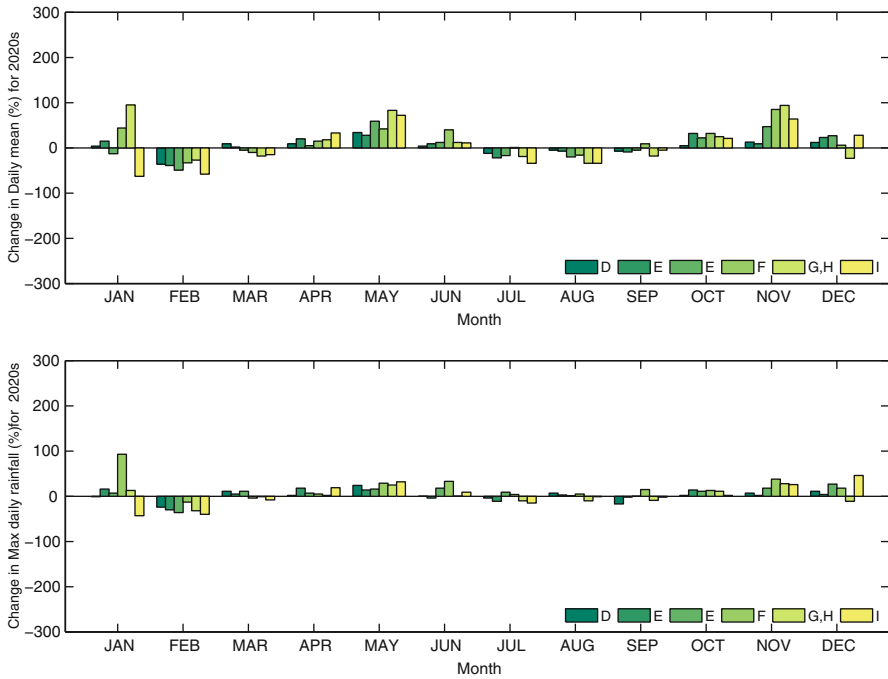 Change in Daily mean (%) for 2020s
300
200
100
0
−100
−200
−300
D E E F G,H I
JAN FEB MAR APR MAY JUN JUL AUG SEP OCT NOV DEC
Month
Change in Max daily rainfall (%)for 2020s
300
200
100
0
−100
−200
−300
D E E F G,H I
JAN FEB MAR APR MAY JUN JUL AUG SEP OCT NOV DEC
Month